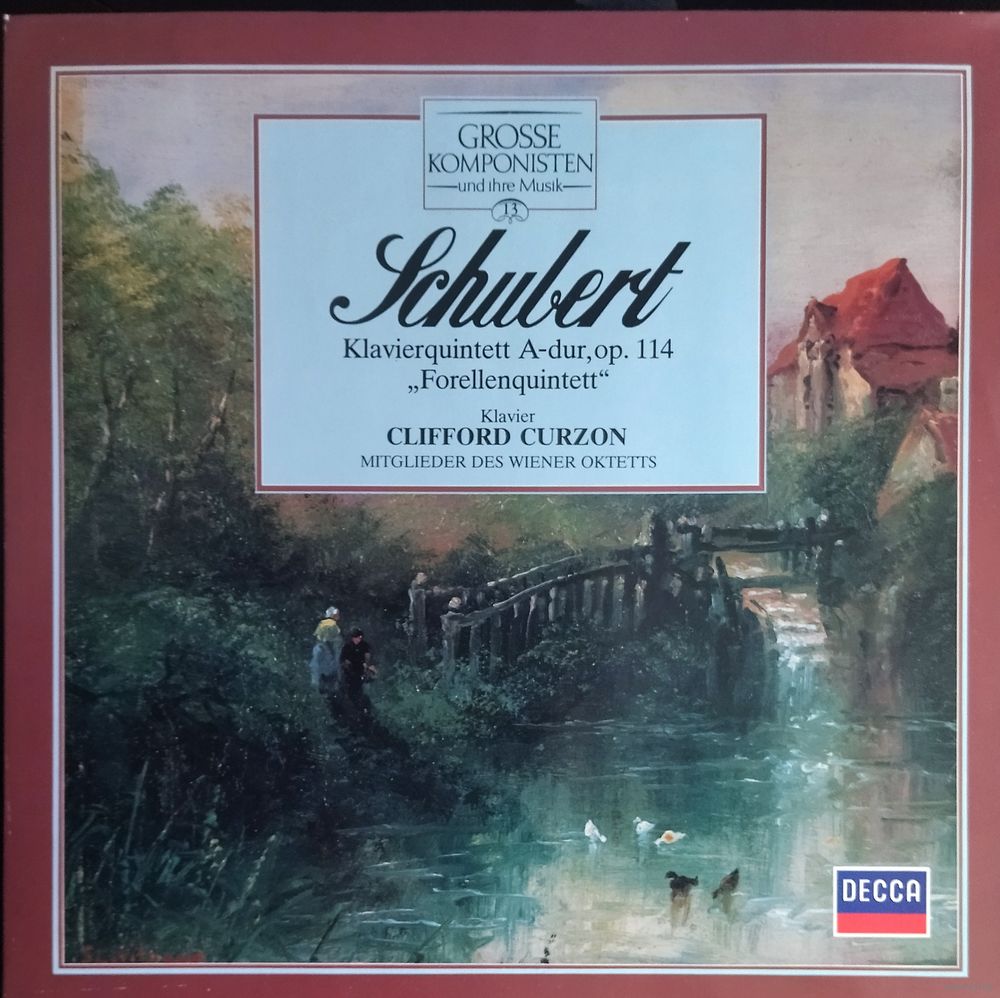 GROSSE
KOMPONISTEN
und ihre Musik
13
Schubert
Klavierquintett A-dur, op. 114
„Forellenquintett“
Klavier
CLIFFORD CURZON
MITGLIEDER DES WIENER OKTETTS
DECCA